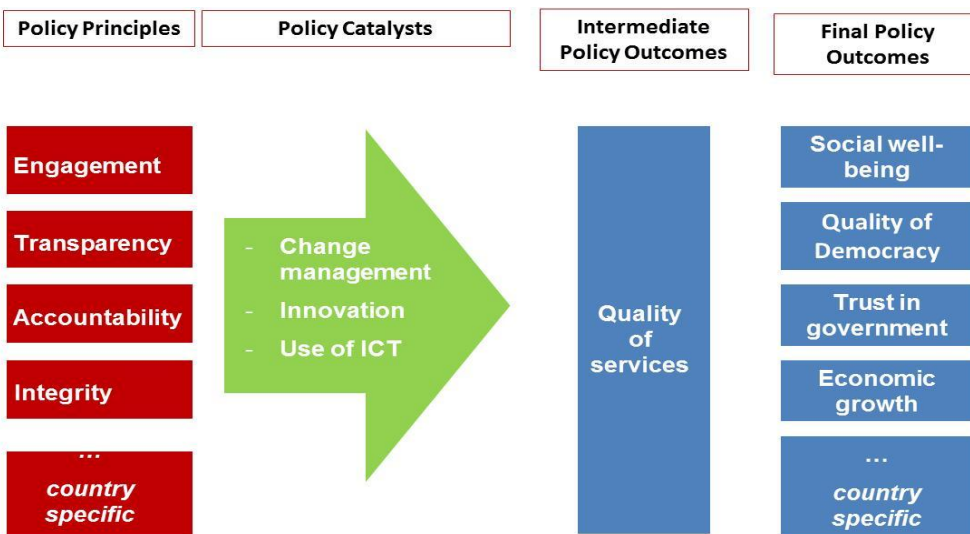 Policy Principles
Policy Catalysts
Intermediate
Policy Outcomes
Final Policy
Outcomes
Engagement
Transparency
Accountability
Integrity
...
country
specific
- Change
management
- Innovation
- Use of ICT
Quality
of
services
Social well-
being
Quality of
Democracy
Trust in
government
Economic
growth
...
country
specific